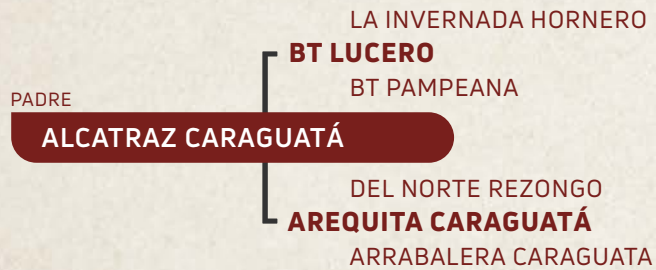 LA INVERNADA HORNERO
BT LUCERO
BT PAMPEANA
PADRE
ALCATRAZ CARAGUATÁ
DEL NORTE REZONGO
AREQUITA CARAGUATÁ
ARRABALERA CARAGUATA